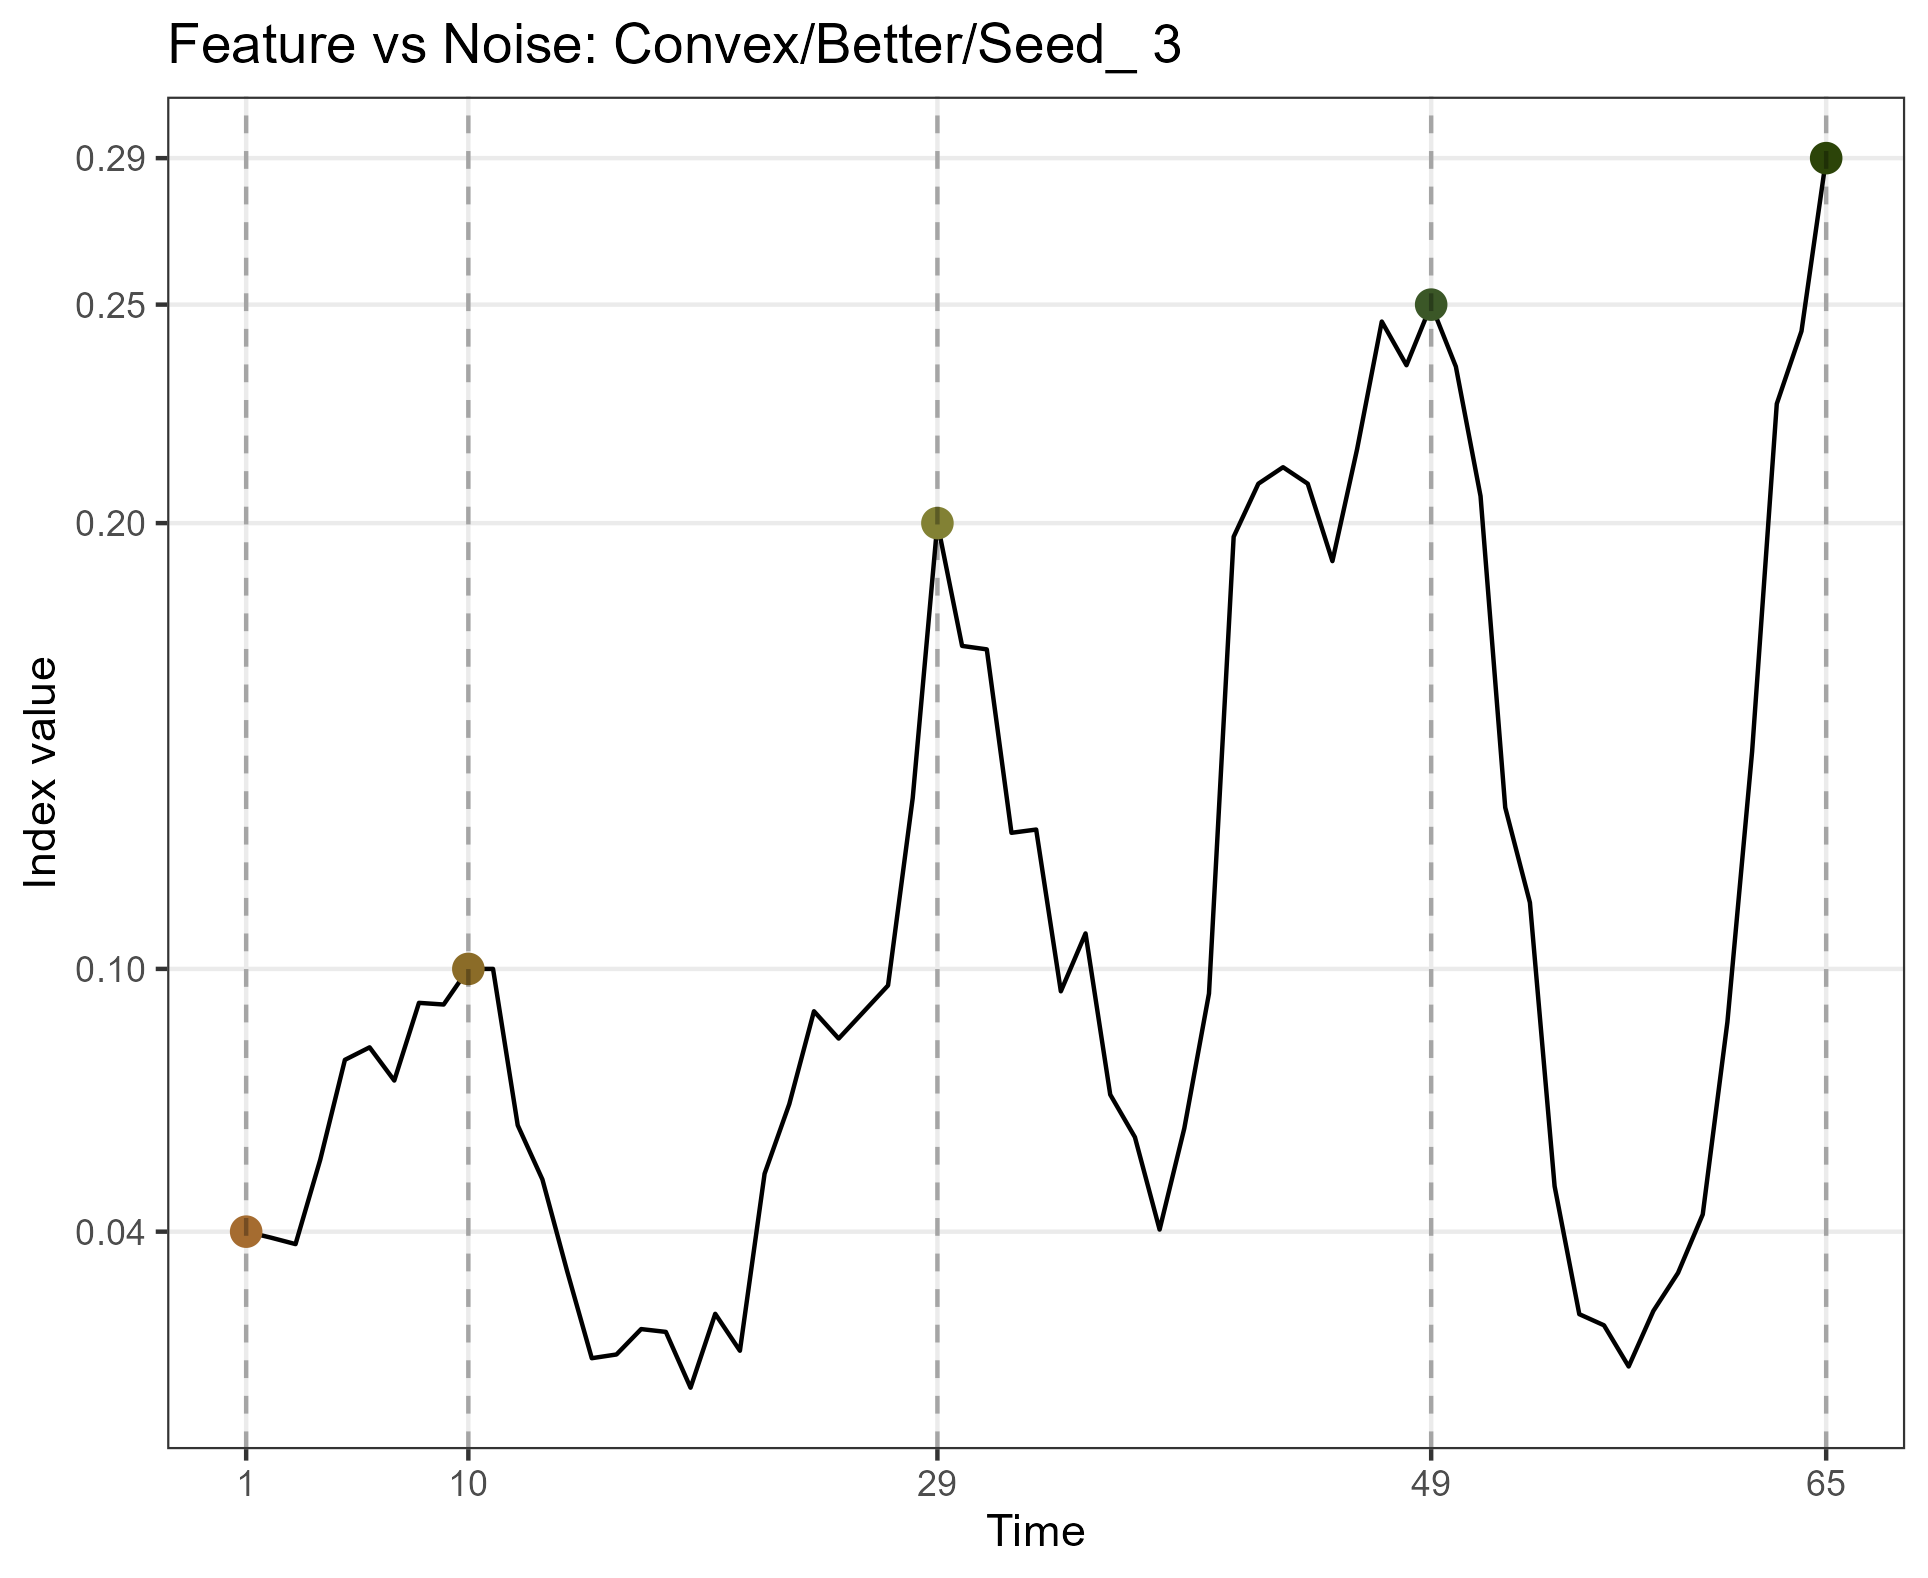 Feature vs Noise: Convex/Better/Seed_ 3
0.29
0.25
0.20
0.10
0.04
Index value
1 10 29 49 65
Time